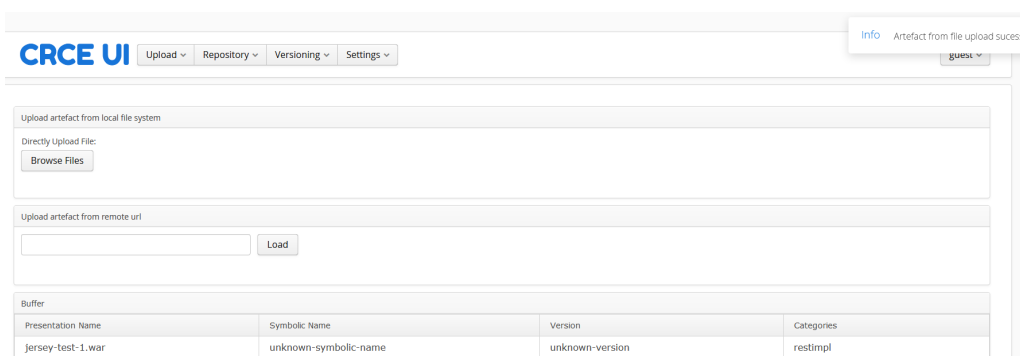 Info Artefact from file upload sucess
CRCE UI Upload Repository Versioning Settings guest
Upload artefact from local file system
Directly Upload File:
Browse Files
Upload artefact from remote url
Load
Buffer
Presentation Name Symbolic Name Version Categories
jersey-test-1.war unknown-symbolic-name unknown-version restimpl